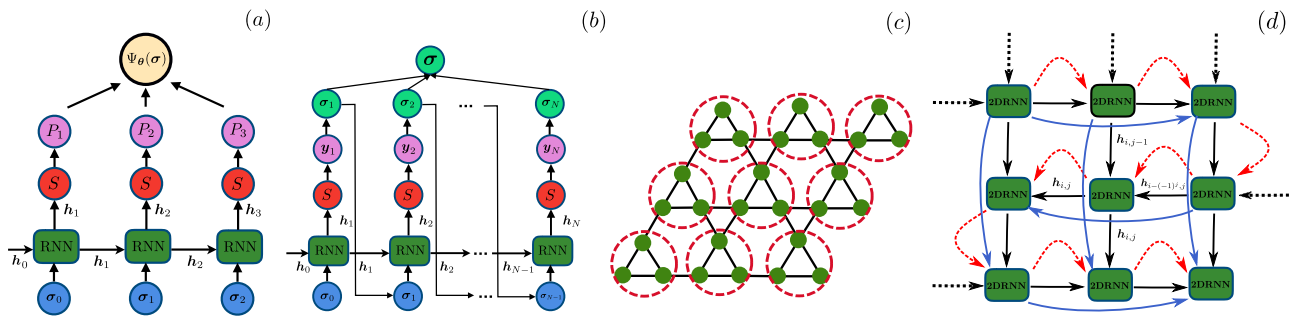 (a)
Ψθ(σ)
P1 P2 P3
S S S
h1 h2 h3
RNN RNN RNN
h0 h1 h2
σ0 σ1 σ2
(b)
σ
σ1 σ2 ... σN
y1 y2 yN
S S S
h1 h2 hN
RNN RNN ... RNN
h0 h1 h2 hN−1
σ0 σ1 ... σN−1
(c)
(d)
2DRNN 2DRNN 2DRNN
hi,j−1
hi,j hi−(−1)^j,j
2DRNN 2DRNN 2DRNN
hi,j
2DRNN 2DRNN 2DRNN